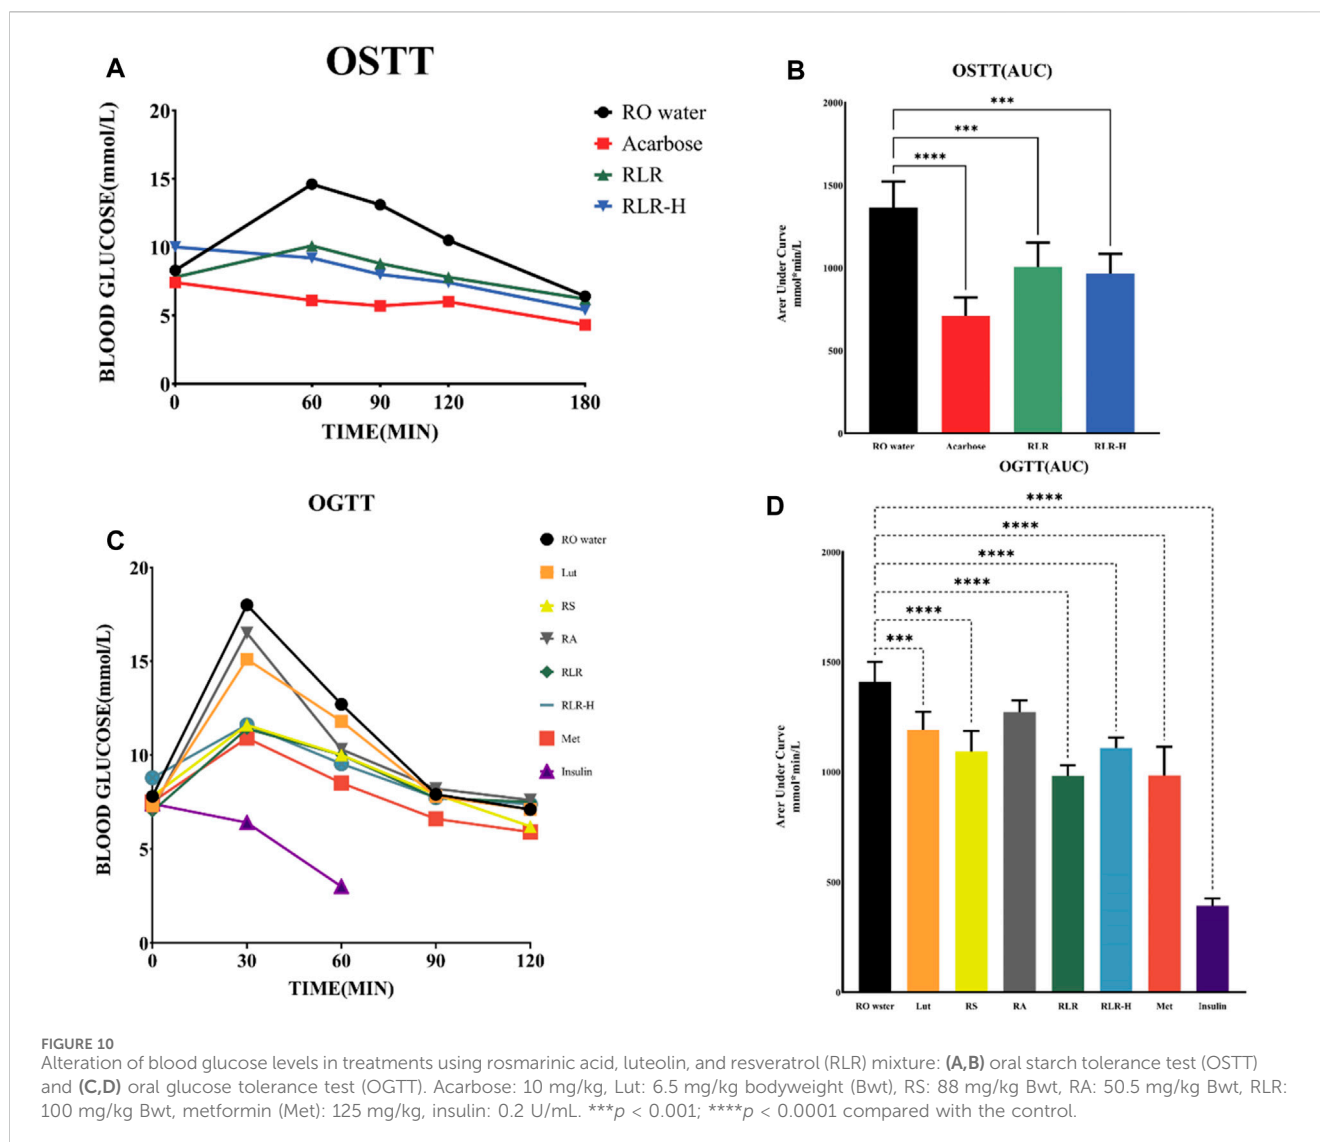 A
OSTT
BLOOD GLUCOSE(mmol/L)
20
15
10
5
0
0 60 90 120 180
TIME(MIN)
RO water
Acarbose
RLR
RLR-H
B
OSTT(AUC)
Arer Under Curve
mmol*min/L
2000
1500
1000
500
0
***
***
****
RO water Acarbose RLR RLR-H
C
OGTT
BLOOD GLUCOSE(mmol/L)
20
15
10
5
0
0 30 60 90 120
TIME(MIN)
RO water
Lut
RS
RA
RLR
RLR-H
Met
Insulin
D
OGTT(AUC)
Arer Under Curve
mmol*min/L
2000
1500
1000
500
0
****
****
****
****
****
***
RO water Lut RS RA RLR RLR-H Met Insulin
FIGURE 10
Alteration of blood glucose levels in treatments using rosmarinic acid, luteolin, and resveratrol (RLR) mixture: (A,B) oral starch tolerance test (OSTT)
and (C,D) oral glucose tolerance test (OGTT). Acarbose: 10 mg/kg, Lut: 6.5 mg/kg bodyweight (Bwt), RS: 88 mg/kg Bwt, RA: 50.5 mg/kg Bwt, RLR:
100 mg/kg Bwt, metformin (Met): 125 mg/kg, insulin: 0.2 U/mL. ***p < 0.001; ****p < 0.0001 compared with the control.